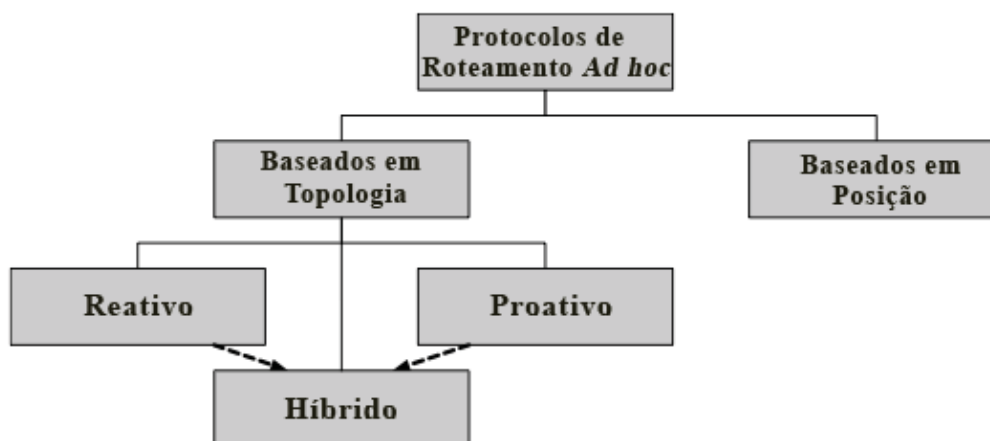 Protocolos de
Roteamento Ad hoc
Baseados em
Topologia
Baseados em
Posição
Reativo
Proativo
Híbrido